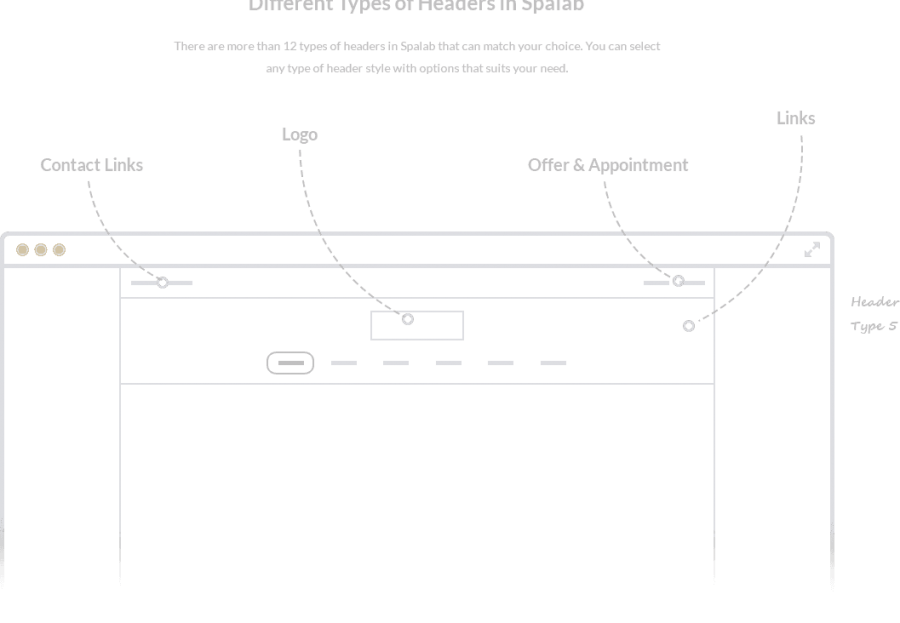 Different Types of Headers in Spalab
There are more than 12 types of headers in Spalab that can match your choice. You can select
any type of header style with options that suits your need.
Links
Logo
Contact Links
Offer & Appointment
Header
Type 5